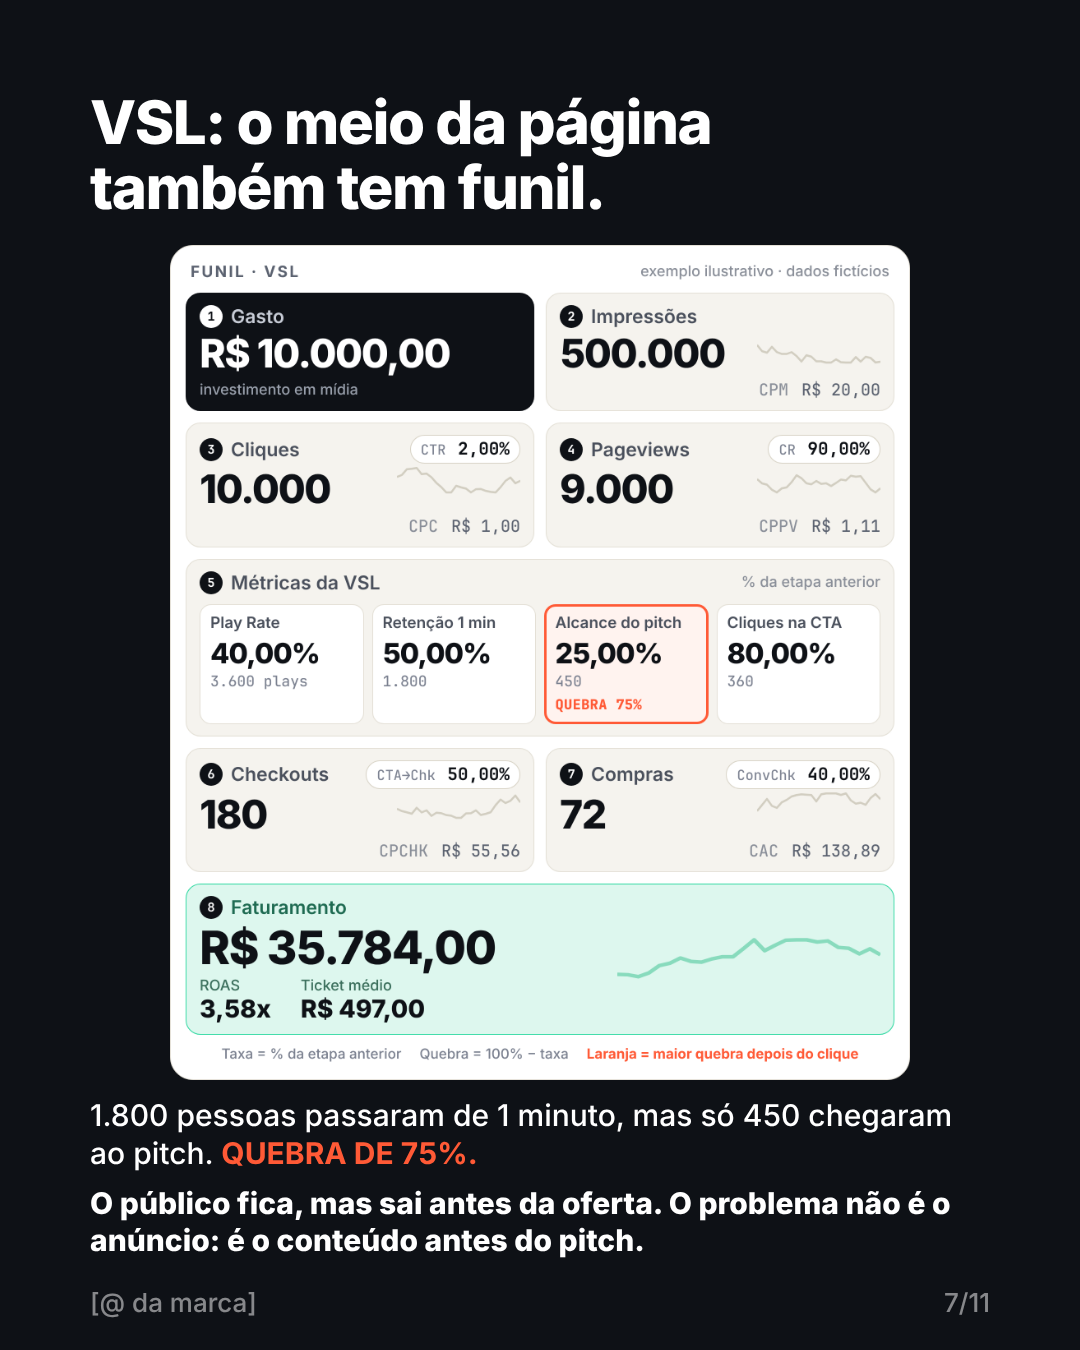 VSL: o meio da página
também tem funil.
FUNIL · VSL
exemplo ilustrativo · dados fictícios
1 Gasto
R$ 10.000,00
investimento em mídia
2 Impressões
500.000
CPM R$ 20,00
3 Cliques
CTR 2,00%
10.000
CPC R$ 1,00
4 Pageviews
CR 90,00%
9.000
CPPV R$ 1,11
5 Métricas da VSL
% da etapa anterior
Play Rate
40,00%
3.600 plays
Retenção 1 min
50,00%
1.800
Alcance do pitch
25,00%
450
QUEBRA 75%
Cliques na CTA
80,00%
360
6 Checkouts
CTA→Chk 50,00%
180
CPCHK R$ 55,56
7 Compras
ConvChk 40,00%
72
CAC R$ 138,89
8 Faturamento
R$ 35.784,00
ROAS
3,58x
Ticket médio
R$ 497,00
Taxa = % da etapa anterior Quebra = 100% − taxa Laranja = maior quebra depois do clique
1.800 pessoas passaram de 1 minuto, mas só 450 chegaram
ao pitch. QUEBRA DE 75%.
O público fica, mas sai antes da oferta. O problema não é o
anúncio: é o conteúdo antes do pitch.
[@ da marca]
7/11